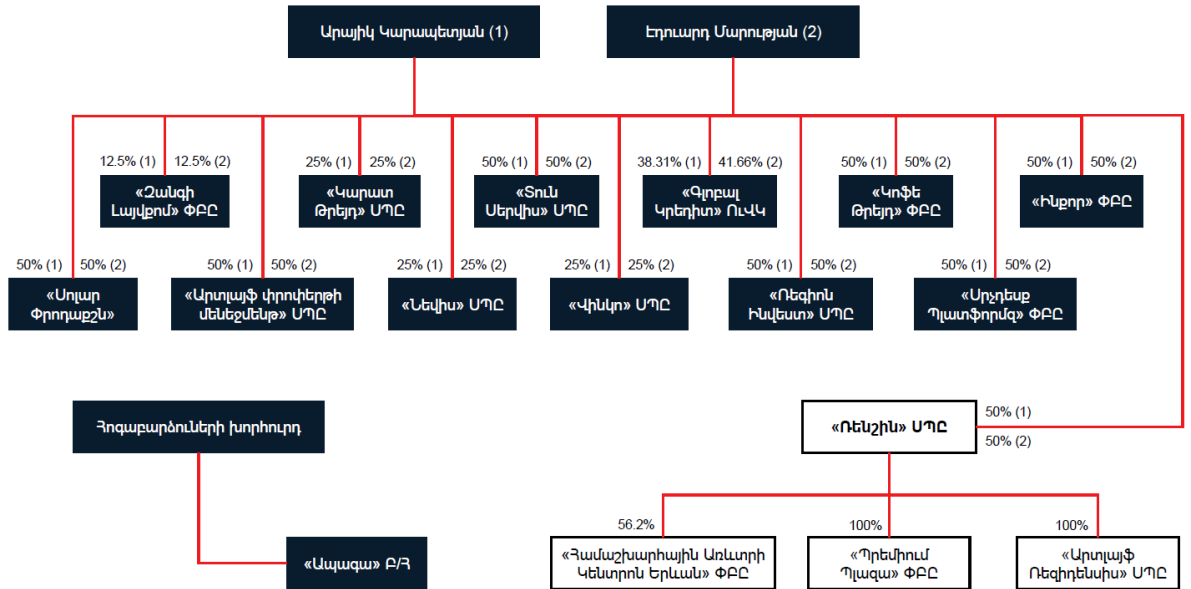 Արայիկ Կարապետյան (1)
Էդուարդ Մարության (2)
12.5% (1) 12.5% (2)
«Զանգի
Լայվքոմ» ՓԲԸ
25% (1) 25% (2)
«Կարատ
Թրեյդ» ՍՊԸ
50% (1) 50% (2)
«Տուն
Սերվիս» ՍՊԸ
38.31% (1) 41.66% (2)
«Գլոբալ
Կրեդիտ» ՈւՎԿ
50% (1) 50% (2)
«Կոֆե
Թրեյդ» ՓԲԸ
50% (1) 50% (2)
«Ինքոր» ՓԲԸ
50% (1) 50% (2)
«Սոլար
Փրոդաքշն»
50% (1) 50% (2)
«Արտլայֆ փրոփերթի
մենեջմենթ» ՍՊԸ
25% (1) 25% (2)
«Նեվիս» ՍՊԸ
25% (1) 25% (2)
«Վինկո» ՍՊԸ
50% (1) 50% (2)
«Ռեգիոն
Ինվեստ» ՍՊԸ
50% (1) 50% (2)
«Սրչդեսք
Պլատֆորմզ» ՓԲԸ
Հոգաբարձուների խորհուրդ
«Ապագա» Բ/Հ
«Ռենշին» ՍՊԸ
50% (1)
50% (2)
56.2%
«Համաշխարհային Առևտրի
Կենտրոն Երևան» ՓԲԸ
100%
«Պրեմիում
Պլազա» ՓԲԸ
100%
«Արտլայֆ
Ռեզիդենսիս» ՍՊԸ